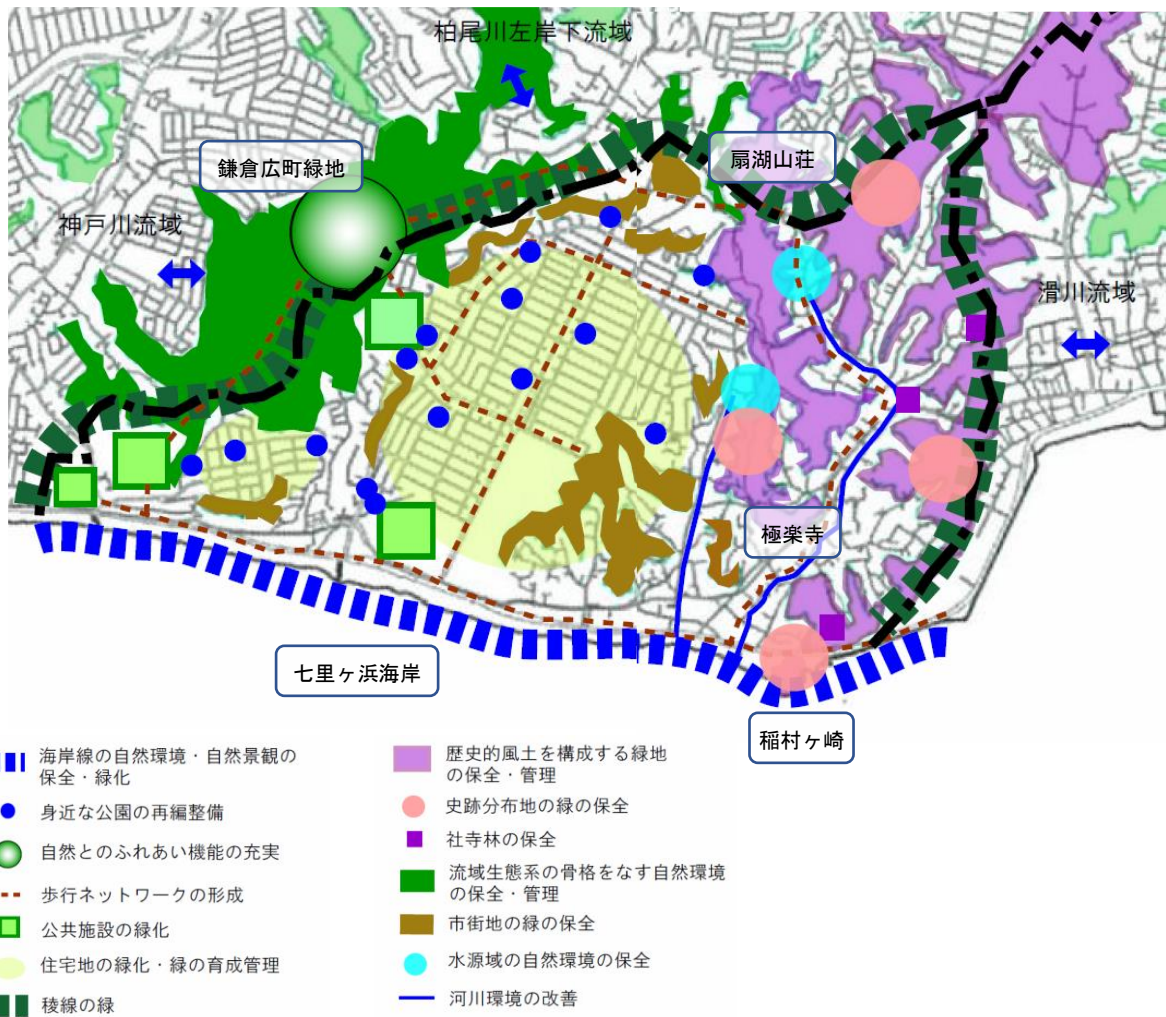 柏尾川左岸下流域
鎌倉広町緑地
扇湖山荘
神戸川流域
滑川流域
極楽寺
七里ヶ浜海岸
稲村ヶ崎
海岸線の自然環境・自然景観の
保全・緑化
身近な公園の再編整備
自然とのふれあい機能の充実
歩行ネットワークの形成
公共施設の緑化
住宅地の緑化・緑の育成管理
稜線の緑
歴史的風土を構成する緑地
の保全・管理
史跡分布地の緑の保全
社寺林の保全
流域生態系の骨格をなす自然環境
の保全・管理
市街地の緑の保全
水源域の自然環境の保全
河川環境の改善